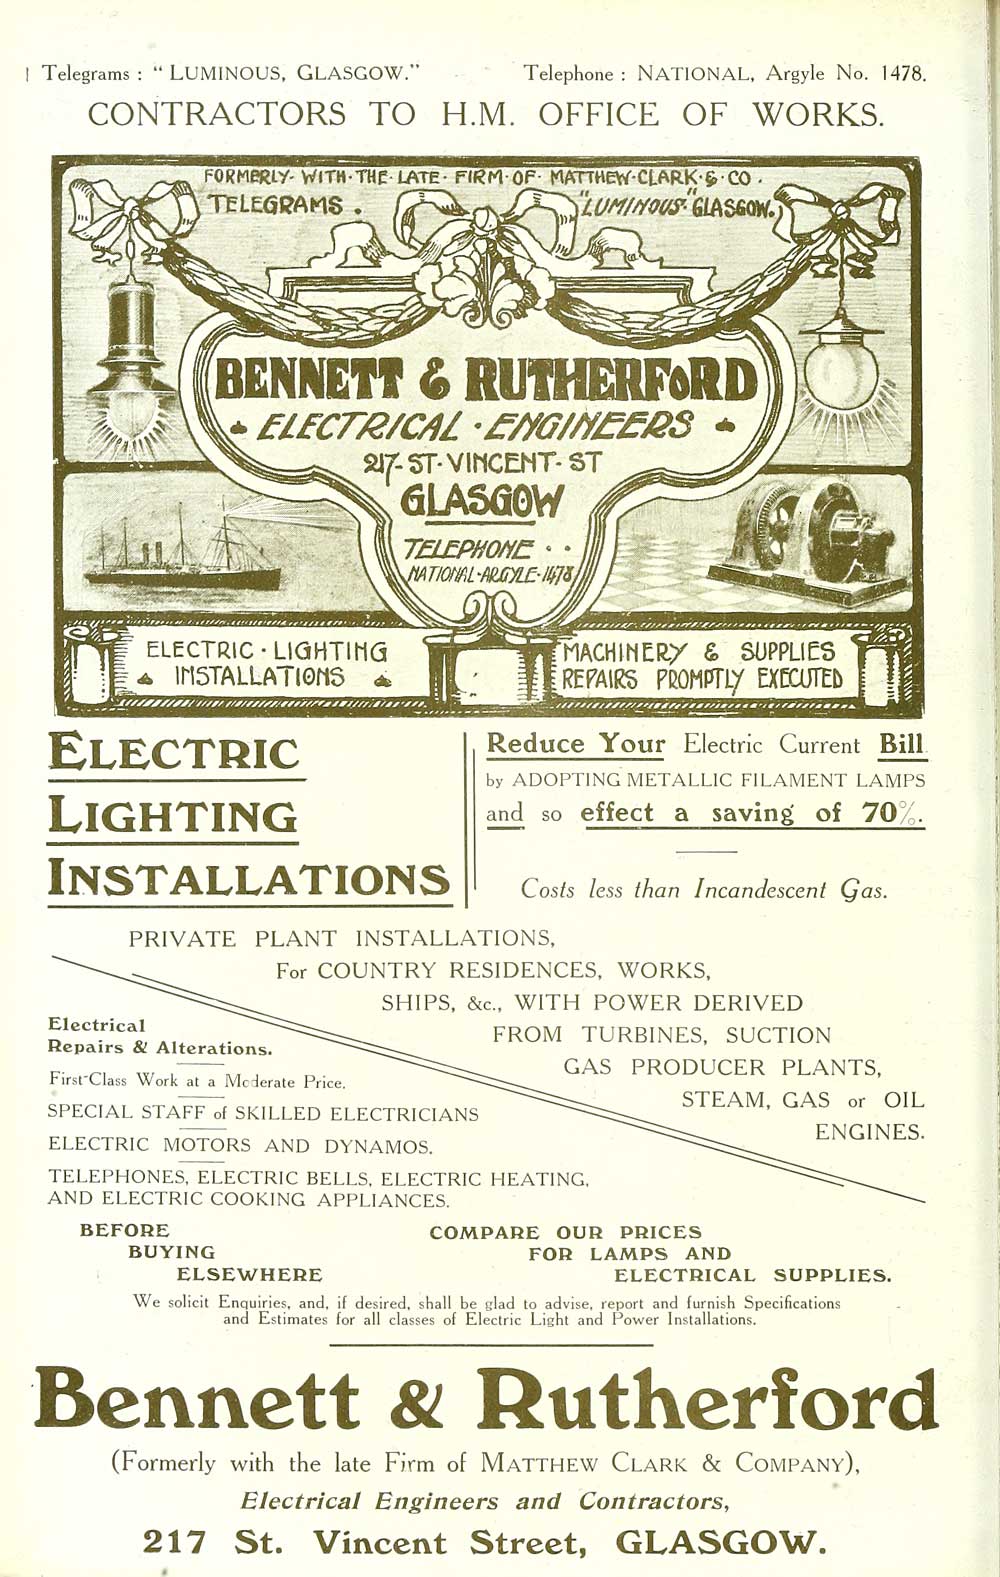 Telegrams : " LUMINOUS, GLASGOW."
Telephone : NATIONAL, Argyle No. 1478.
CONTRACTORS TO H.M. OFFICE OF WORKS.
FORMERLY · WITH · THE · LATE · FIRM · OF · MATTHEW · CLARK · & · CO .
TELEGRAMS . "LUMINOUS" GLASGOW.
BENNETT & RUTHERFORD
ELECTRICAL · ENGINEERS
217 - ST · VINCENT · ST
GLASGOW
TELEPHONE · ·
NATIONAL · ARGYLE · 1478
ELECTRIC · LIGHTING
INSTALLATIONS
MACHINERY & SUPPLIES
REPAIRS PROMPTLY EXECUTED
ELECTRIC
LIGHTING
INSTALLATIONS
Reduce Your Electric Current Bill
by ADOPTING METALLIC FILAMENT LAMPS
and so effect a saving of 70%.
Costs less than Incandescent Gas.
PRIVATE PLANT INSTALLATIONS,
For COUNTRY RESIDENCES, WORKS,
SHIPS, &c., WITH POWER DERIVED
FROM TURBINES, SUCTION
GAS PRODUCER PLANTS,
STEAM, GAS or OIL
ENGINES.
Electrical
Repairs & Alterations.
First-Class Work at a Moderate Price.
SPECIAL STAFF of SKILLED ELECTRICIANS
ELECTRIC MOTORS AND DYNAMOS.
TELEPHONES, ELECTRIC BELLS, ELECTRIC HEATING,
AND ELECTRIC COOKING APPLIANCES.
BEFORE
BUYING
ELSEWHERE
COMPARE OUR PRICES
FOR LAMPS AND
ELECTRICAL SUPPLIES.
We solicit Enquiries, and, if desired, shall be glad to advise, report and furnish Specifications
and Estimates for all classes of Electric Light and Power Installations.
Bennett & Rutherford
(Formerly with the late Firm of MATTHEW CLARK & COMPANY),
Electrical Engineers and Contractors,
217 St. Vincent Street, GLASGOW.